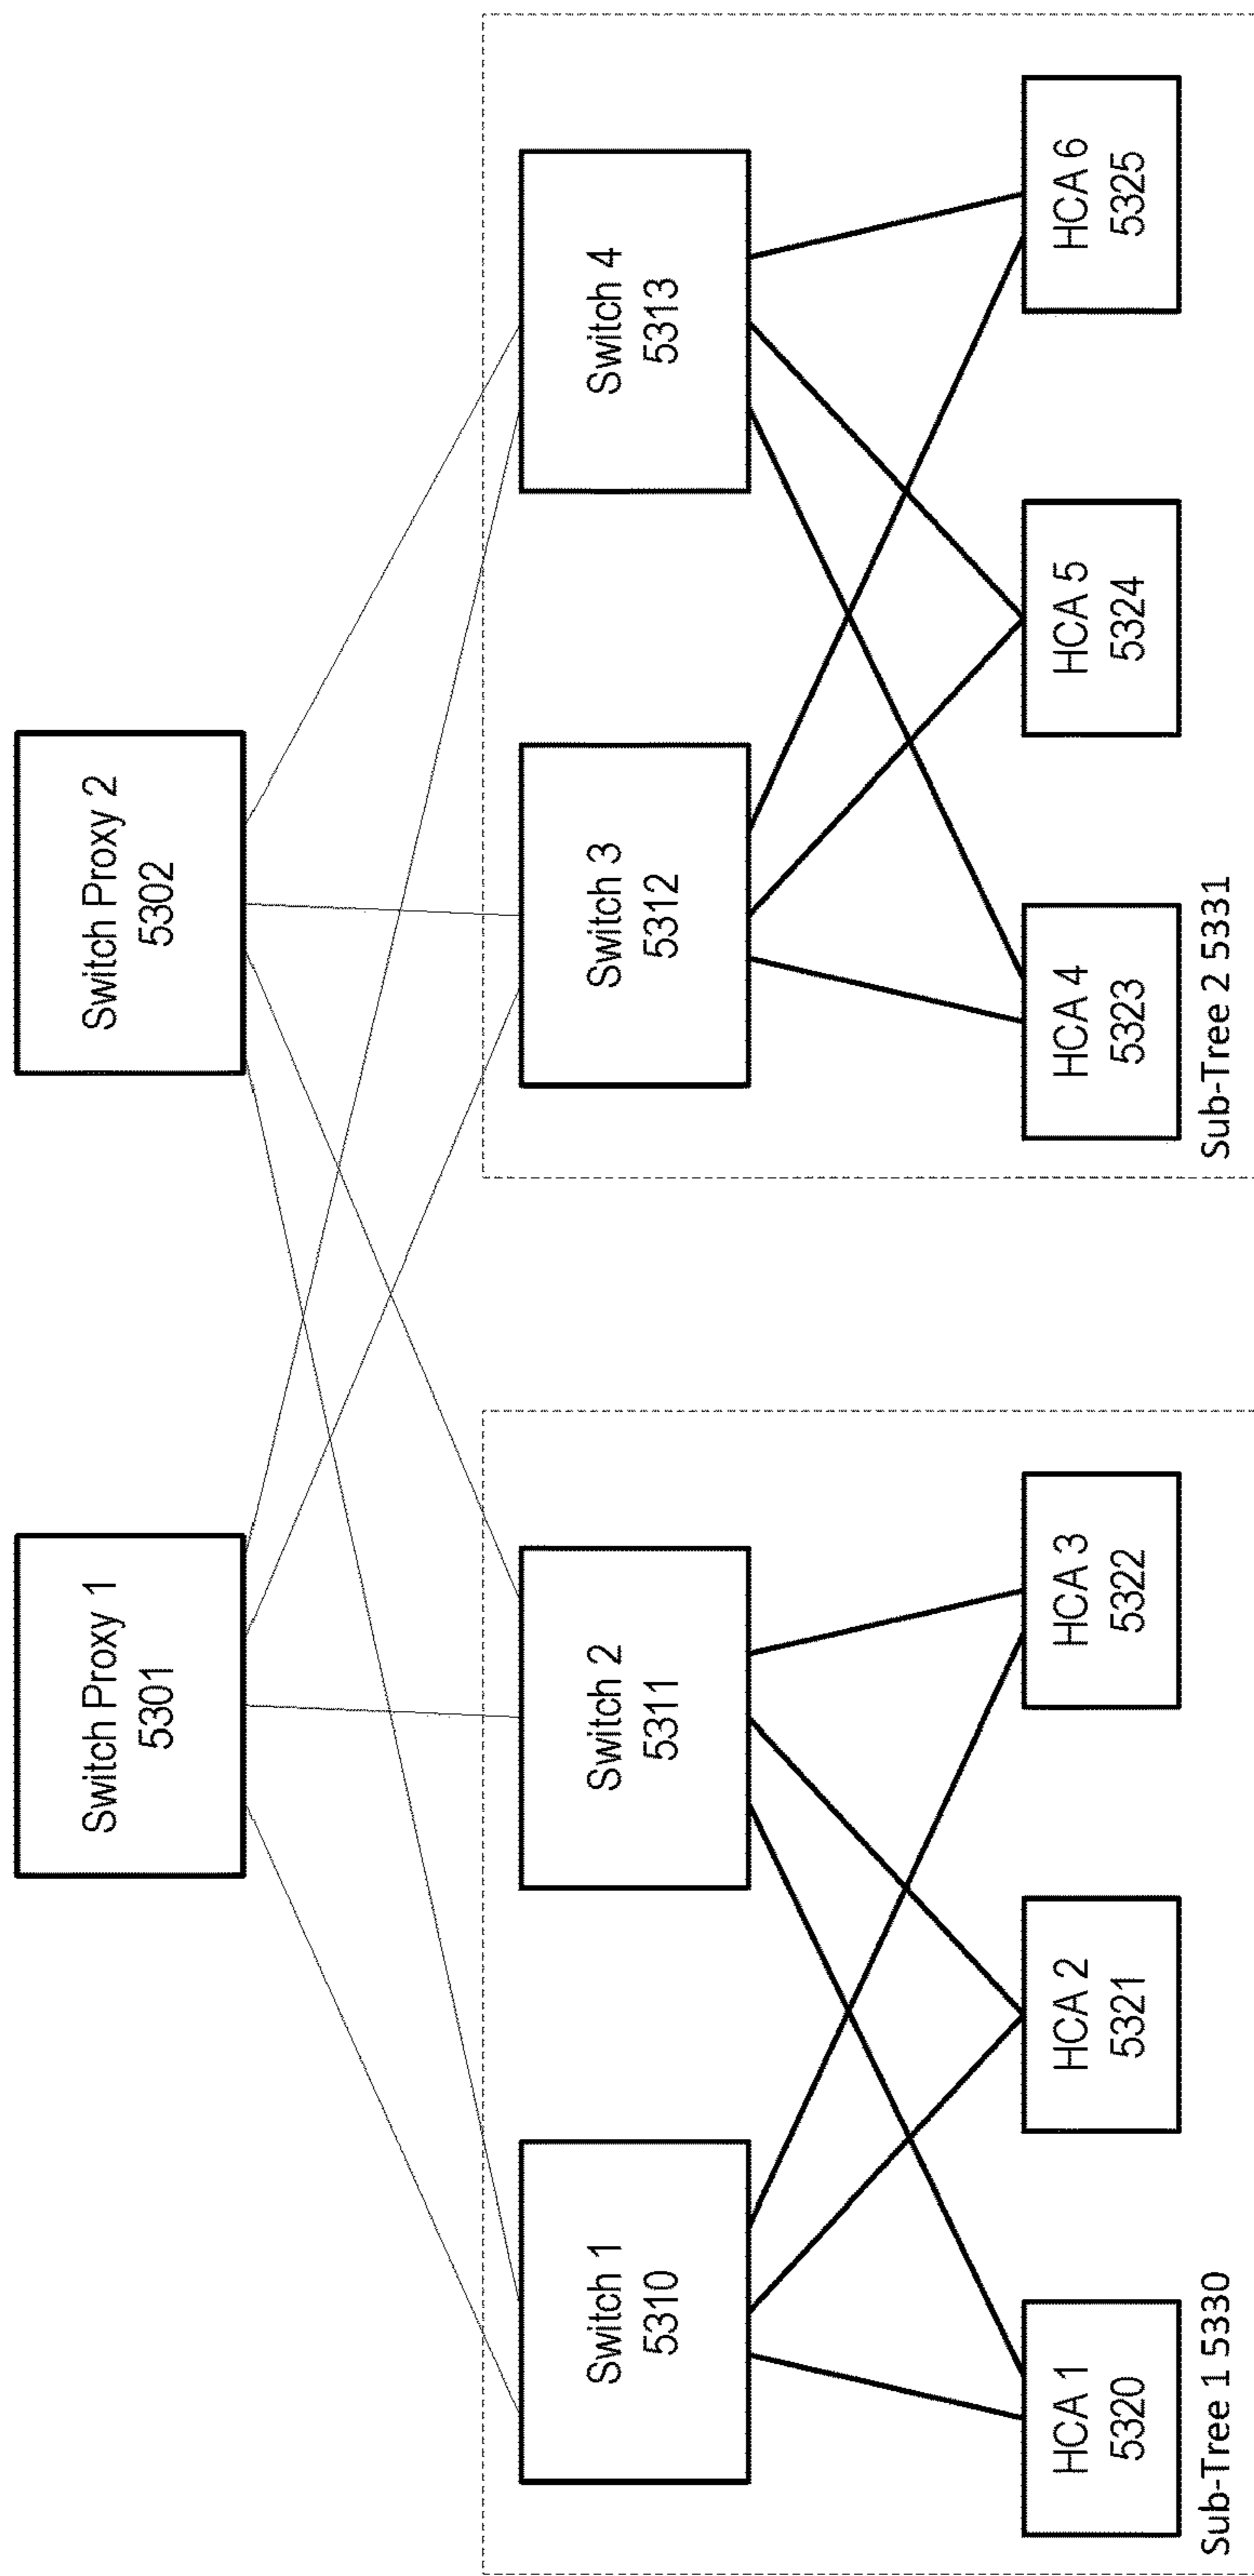 Switch Proxy 1
5301
Switch Proxy 2
5302
Switch 1
5310
Switch 2
5311
Switch 3
5312
Switch 4
5313
HCA 1
5320
HCA 2
5321
HCA 3
5322
HCA 4
5323
HCA 5
5324
HCA 6
5325
Sub-Tree 1 5330
Sub-Tree 2 5331